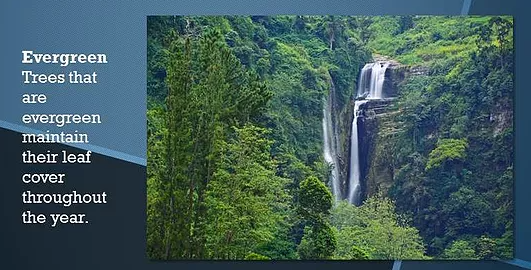 Evergreen
Trees that
are
evergreen
maintain
their leaf
cover
throughout
the year.